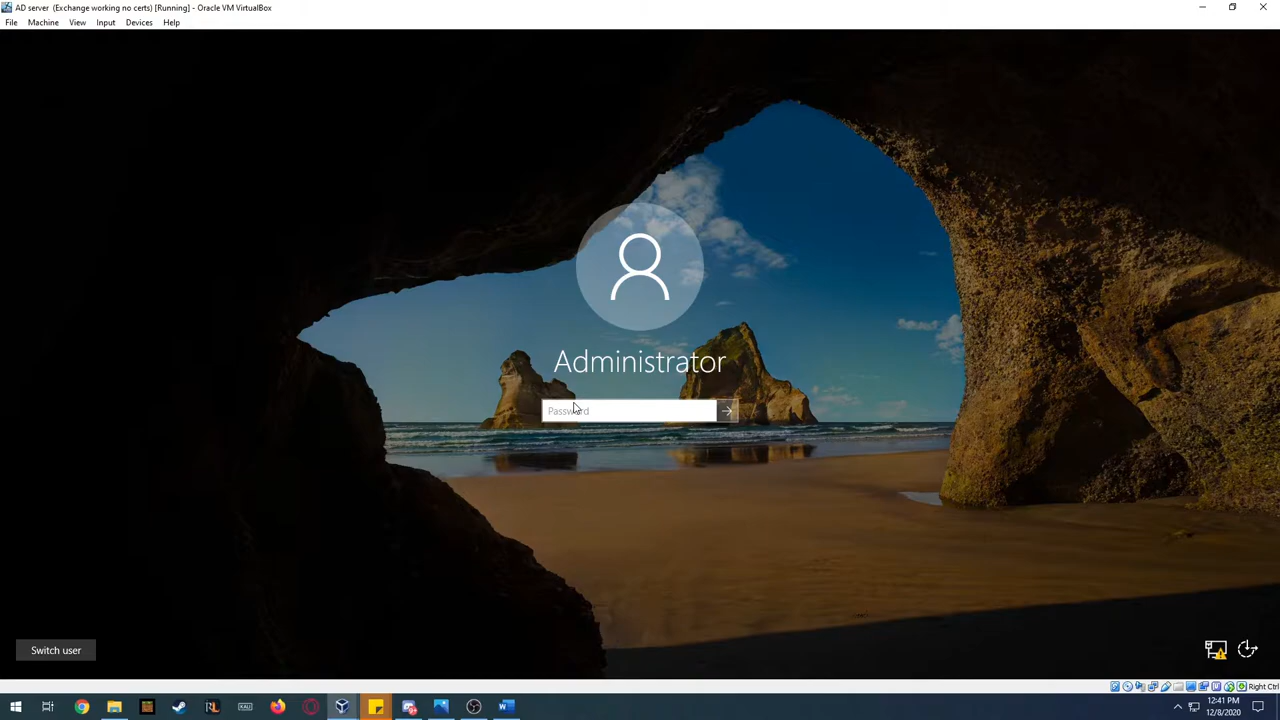 AD server (Exchange working no certs) [Running] - Oracle VM VirtualBox
File Machine View Input Devices Help
Administrator
Password
Switch user
Right Ctrl
KALI
12:41 PM
12/8/2020